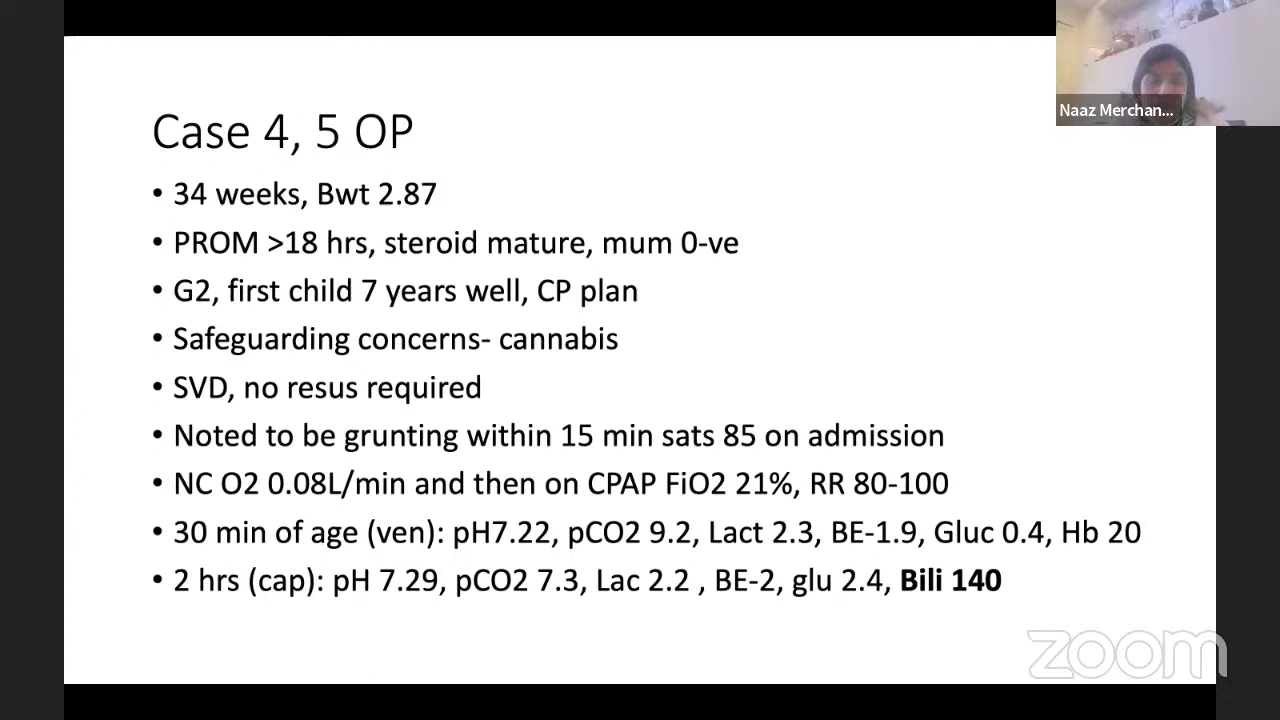 Naaz Merchan...
Case 4, 5 OP
• 34 weeks, Bwt 2.87
• PROM >18 hrs, steroid mature, mum 0-ve
• G2, first child 7 years well, CP plan
• Safeguarding concerns- cannabis
• SVD, no resus required
• Noted to be grunting within 15 min sats 85 on admission
• NC O2 0.08L/min and then on CPAP FiO2 21%, RR 80-100
• 30 min of age (ven): pH7.22, pCO2 9.2, Lact 2.3, BE-1.9, Gluc 0.4, Hb 20
• 2 hrs (cap): pH 7.29, pCO2 7.3, Lac 2.2 , BE-2, glu 2.4, Bili 140
zoom